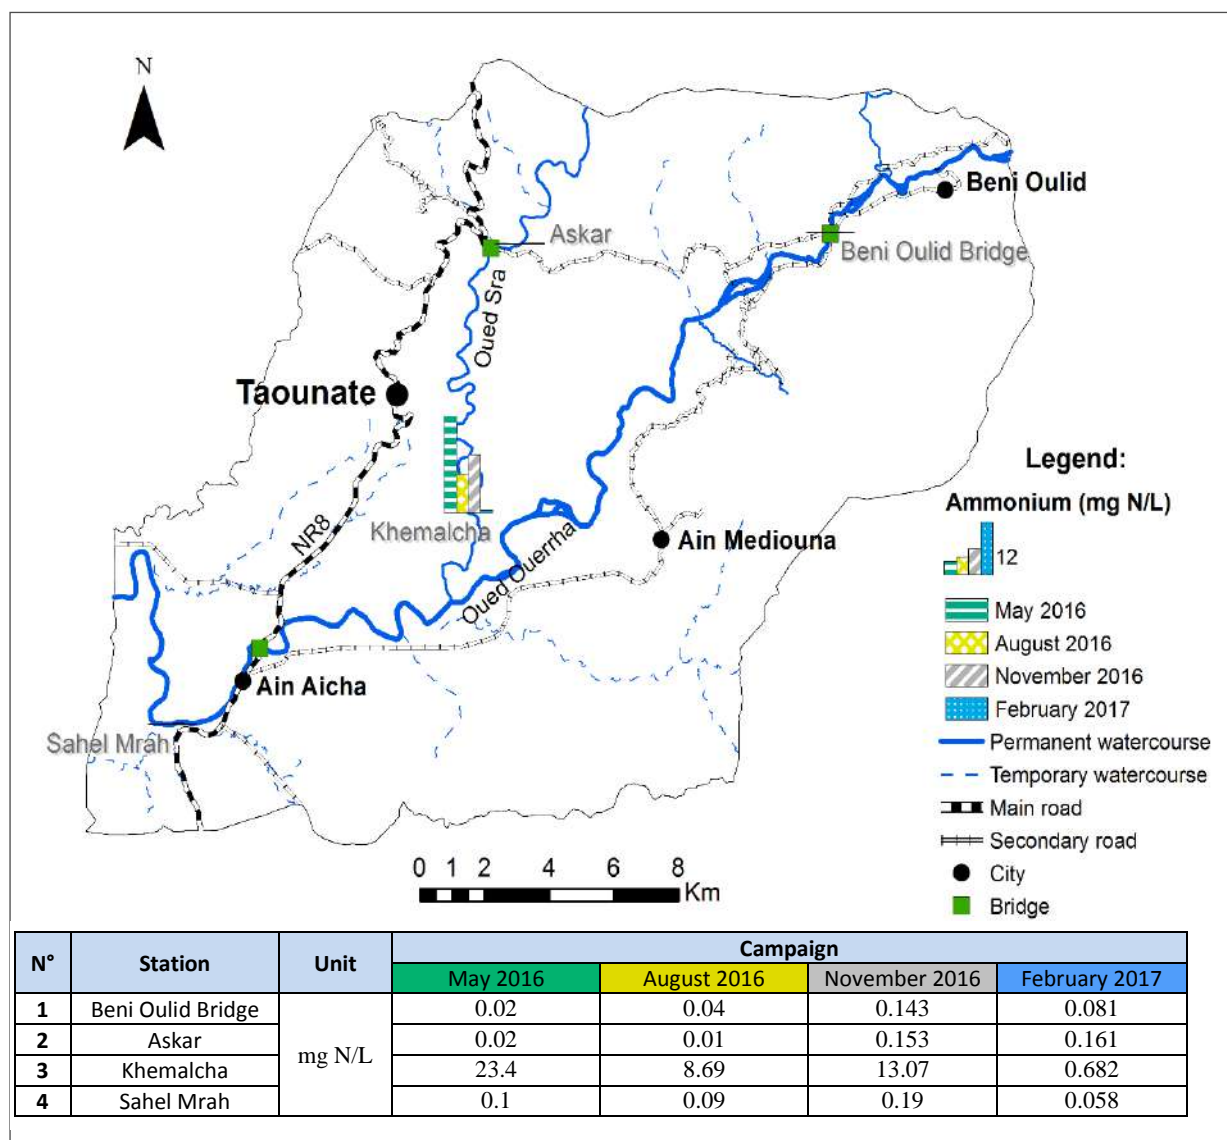 N
Beni Oulid
Askar
Beni Oulid Bridge
Oued Sra
Taounate
Legend:
Ammonium (mg N/L)
12
Khemalcha
NR8
Oued Ouerrha
Ain Mediouna
May 2016
August 2016
November 2016
February 2017
Ain Aicha
Sahel Mrah
Permanent watercourse
Temporary watercourse
Main road
Secondary road
City
Bridge
0 1 2 4 6 8
Km
N° Station Unit Campaign
May 2016 August 2016 November 2016 February 2017
1 Beni Oulid Bridge mg N/L 0.02 0.04 0.143 0.081
2 Askar 0.02 0.01 0.153 0.161
3 Khemalcha 23.4 8.69 13.07 0.682
4 Sahel Mrah 0.1 0.09 0.19 0.058